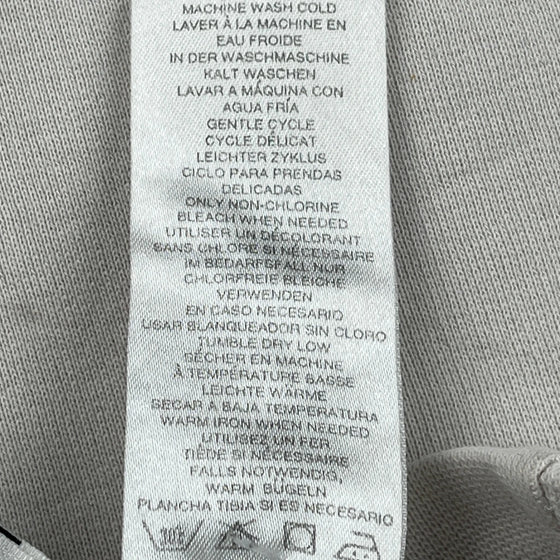 MACHINE WASH COLD
LAVER À LA MACHINE EN
EAU FROIDE
IN DER WASCHMASCHINE
KALT WASCHEN
LAVAR A MÁQUINA CON
AGUA FRÍA
GENTLE CYCLE
CYCLE DÉLICAT
LEICHTER ZYKLUS
CICLO PARA PRENDAS
DELICADAS
ONLY NON-CHLORINE
BLEACH WHEN NEEDED
UTILISER UN DÉCOLORANT
SANS CHLORE SI NÉCESSAIRE
IM BEDARFSFALL NUR
CHLORFREIE BLEICHE
VERWENDEN
EN CASO NECESARIO
USAR BLANQUEADOR SIN CLORO
TUMBLE DRY LOW
SÉCHER EN MACHINE
À TEMPÉRATURE BASSE
LEICHTE WÄRME
SECAR A BAJA TEMPERATURA
WARM IRON WHEN NEEDED
UTILISEZ UN FER
TIÈDE SI NÉCESSAIRE
FALLS NOTWENDIG,
WARM BÜGELN
PLANCHA TIBIA SI ES NECESARIO